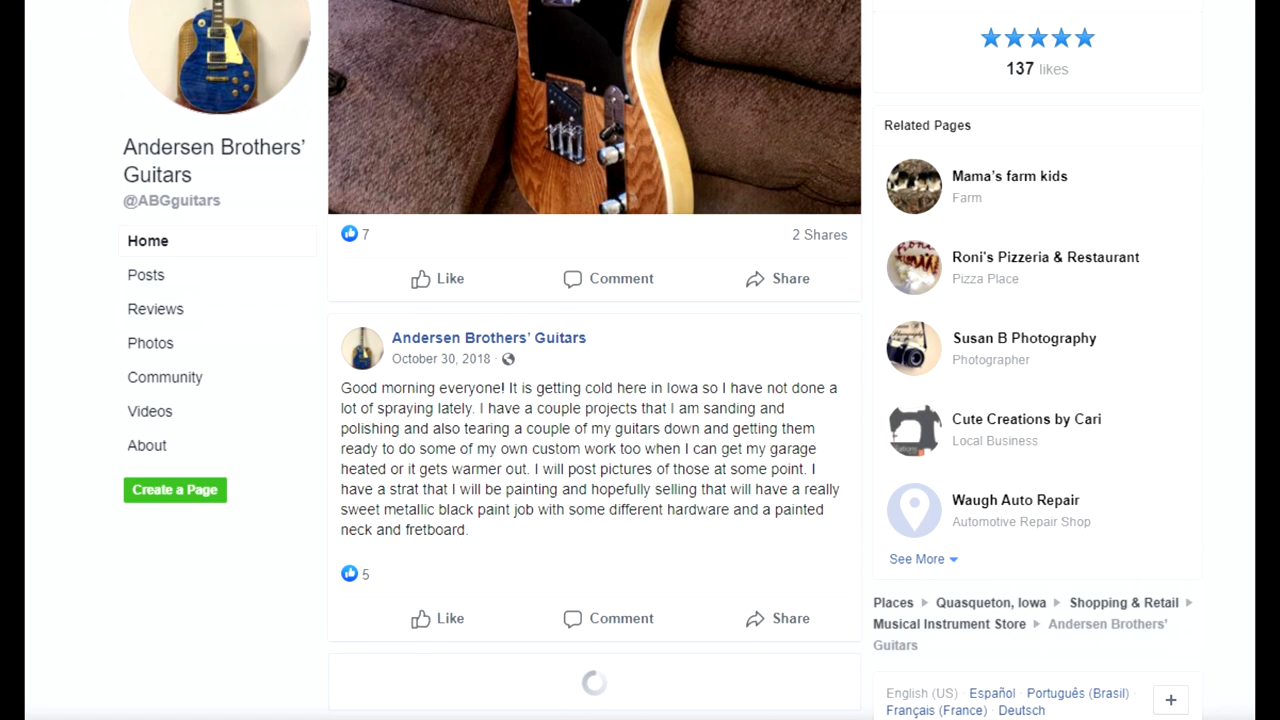 Andersen Brothers’
Guitars
@ABGguitars
Home
Posts
Reviews
Photos
Community
Videos
About
Create a Page
7
2 Shares
Like
Comment
Share
Andersen Brothers’ Guitars
October 30, 2018 ·
Good morning everyone! It is getting cold here in Iowa so I have not done a
lot of spraying lately. I have a couple projects that I am sanding and
polishing and also tearing a couple of my guitars down and getting them
ready to do some of my own custom work too when I can get my garage
heated or it gets warmer out. I will post pictures of those at some point. I
have a strat that I will be painting and hopefully selling that will have a really
sweet metallic black paint job with some different hardware and a painted
neck and fretboard.
5
Like
Comment
Share
137 likes
Related Pages
Mama’s farm kids
Farm
Roni's Pizzeria & Restaurant
Pizza Place
Susan B Photography
Photographer
Cute Creations by Cari
Local Business
Waugh Auto Repair
Automotive Repair Shop
See More
Places
Quasqueton, Iowa
Shopping & Retail
Musical Instrument Store
Andersen Brothers’
Guitars
English (US) · Español · Português (Brasil) ·
Français (France) · Deutsch
+